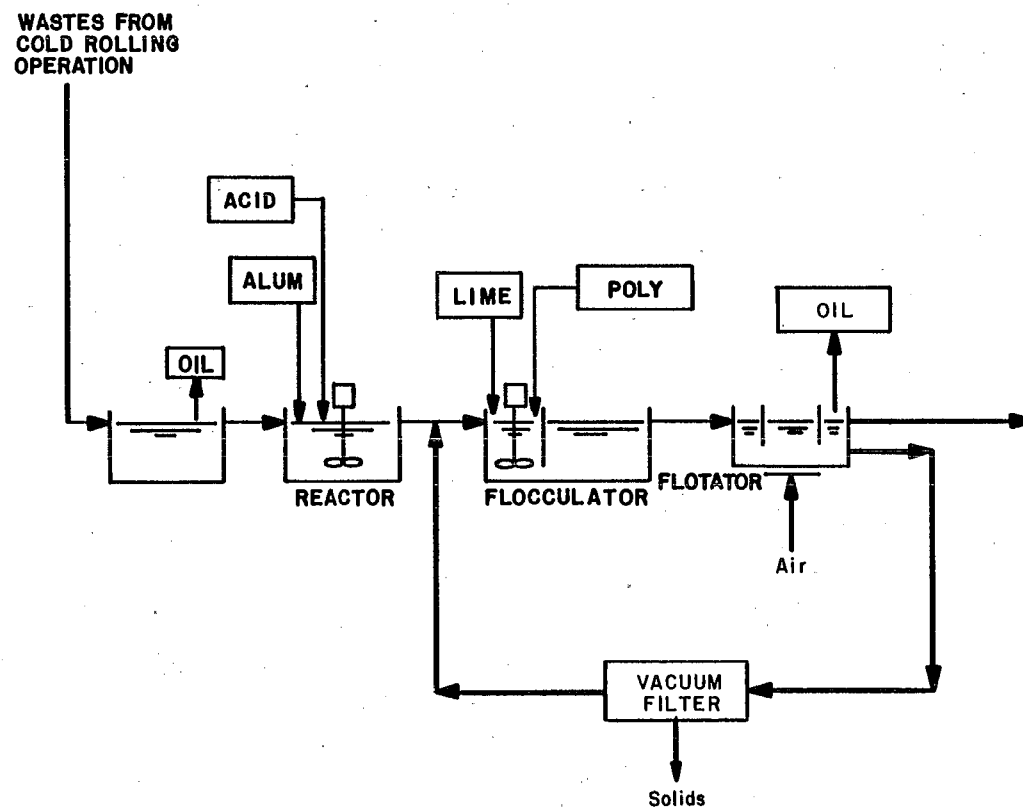 WASTES FROM
COLD ROLLING
OPERATION
ACID
ALUM
OIL
LIME
POLY
OIL
REACTOR
FLOCCULATOR
FLOTATOR
Air
VACUUM
FILTER
Solids